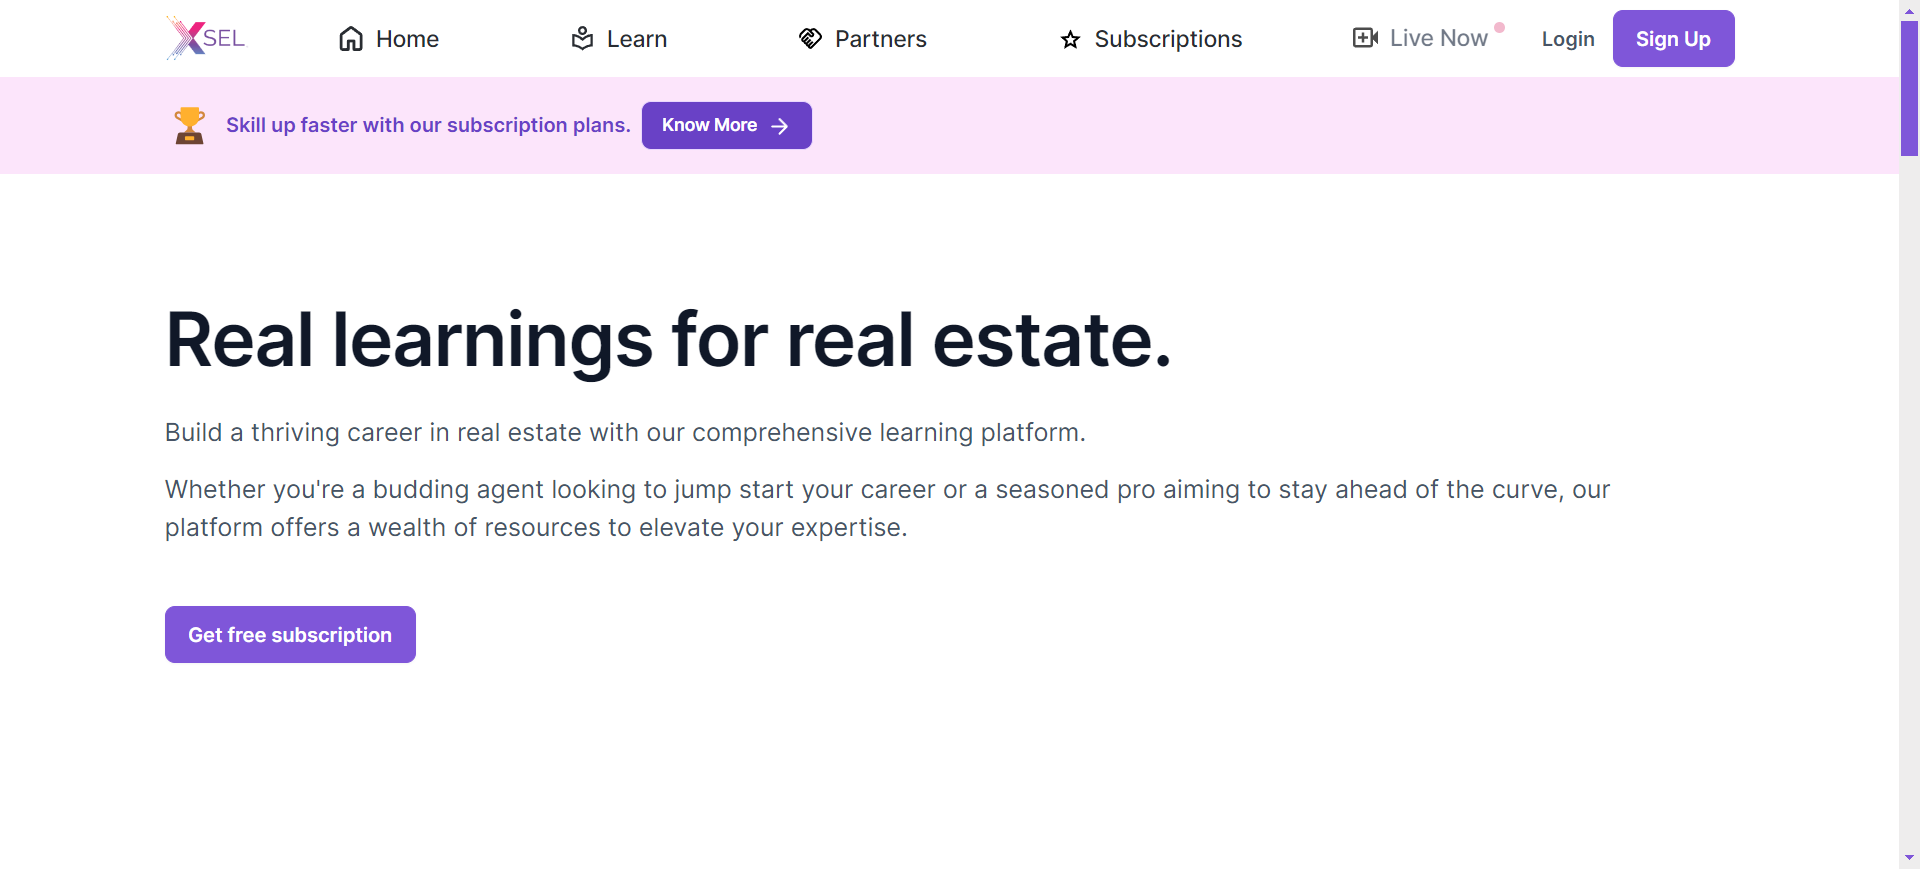 XSEL
Home
Learn
Partners
Subscriptions
Live Now
Login
Sign Up
Skill up faster with our subscription plans.
Know More
Real learnings for real estate.
Build a thriving career in real estate with our comprehensive learning platform.
Whether you're a budding agent looking to jump start your career or a seasoned pro aiming to stay ahead of the curve, our
platform offers a wealth of resources to elevate your expertise.
Get free subscription